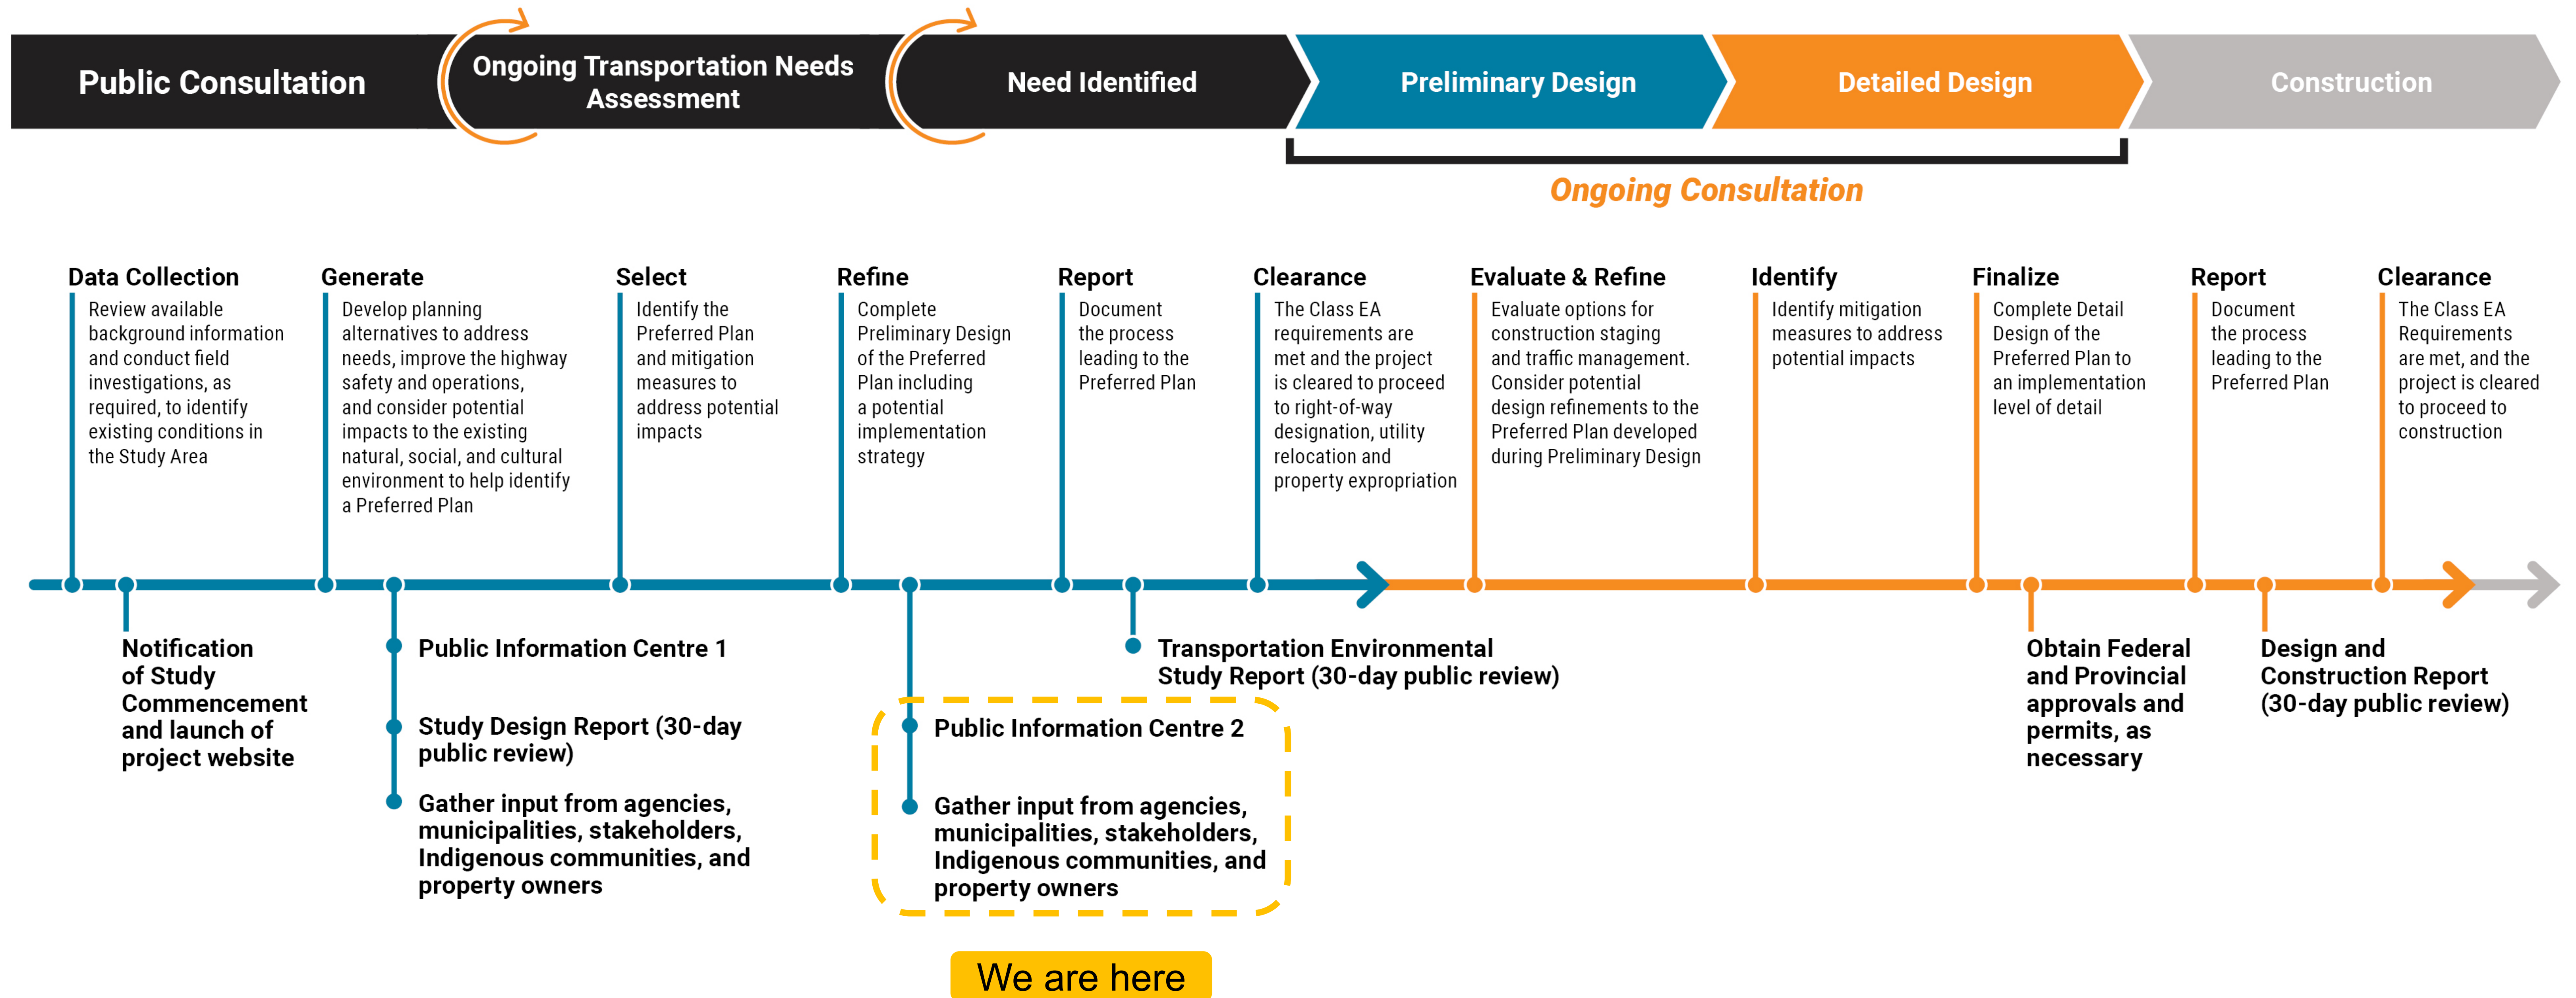 Public Consultation
Ongoing Transportation Needs
Assessment
Need Identified
Preliminary Design
Detailed Design
Construction
Ongoing Consultation
Data Collection
Review available
background information
and conduct field
investigations, as
required, to identify
existing conditions in
the Study Area
Generate
Develop planning
alternatives to address
needs, improve the highway
safety and operations,
and consider potential
impacts to the existing
natural, social, and cultural
environment to help identify
a Preferred Plan
Select
Identify the
Preferred Plan
and mitigation
measures to
address potential
impacts
Refine
Complete
Preliminary Design
of the Preferred
Plan including
a potential
implementation
strategy
Report
Document
the process
leading to the
Preferred Plan
Clearance
The Class EA
requirements are
met and the project
is cleared to proceed
to right-of-way
designation, utility
relocation and
property expropriation
Evaluate & Refine
Evaluate options for
construction staging
and traffic management.
Consider potential
design refinements to the
Preferred Plan developed
during Preliminary Design
Identify
Identify mitigation
measures to address
potential impacts
Finalize
Complete Detail
Design of the
Preferred Plan to
an implementation
level of detail
Report
Document
the process
leading to the
Preferred Plan
Clearance
The Class EA
Requirements
are met, and the
project is cleared
to proceed to
construction
Notification
of Study
Commencement
and launch of
project website
Public Information Centre 1
Study Design Report (30-day
public review)
Gather input from agencies,
municipalities, stakeholders,
Indigenous communities, and
property owners
Public Information Centre 2
Gather input from agencies,
municipalities, stakeholders,
Indigenous communities, and
property owners
Transportation Environmental
Study Report (30-day public review)
Obtain Federal
and Provincial
approvals and
permits, as
necessary
Design and
Construction Report
(30-day public review)
We are here